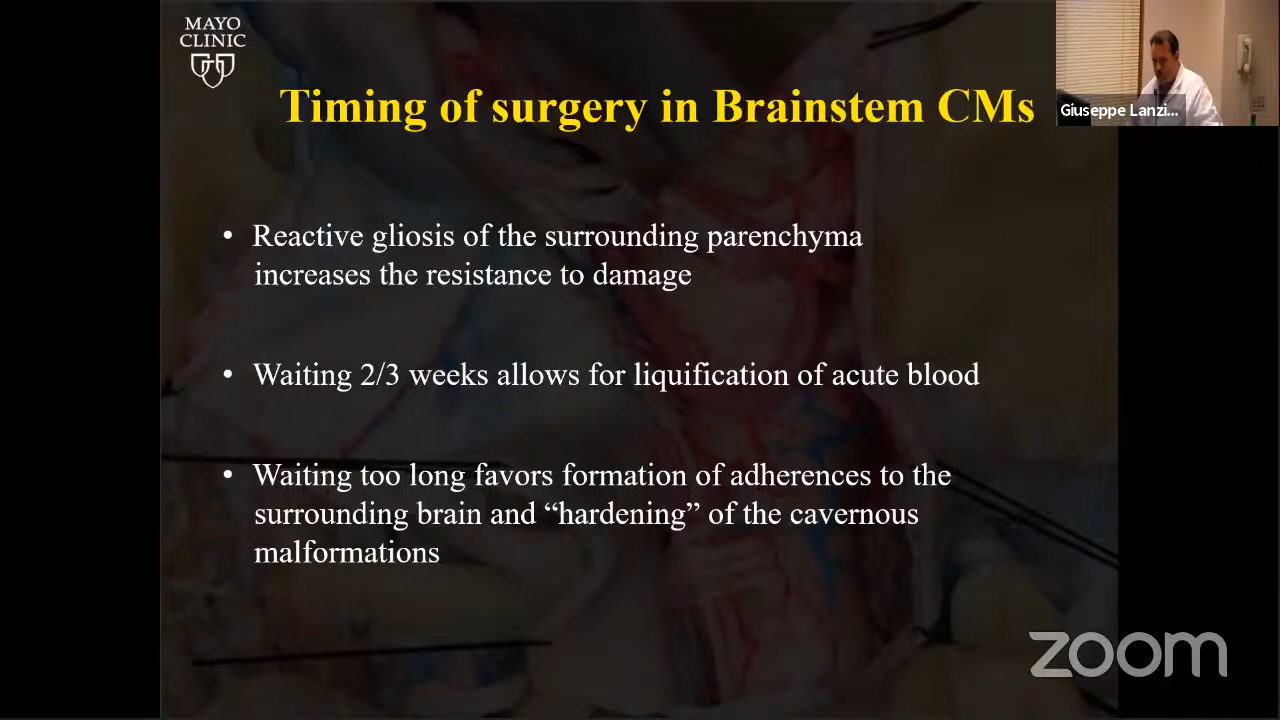 MAYO
CLINIC
Timing of surgery in Brainstem CMs
Giuseppe Lanzi...
• Reactive gliosis of the surrounding parenchyma
increases the resistance to damage
• Waiting 2/3 weeks allows for liquification of acute blood
• Waiting too long favors formation of adherences to the
surrounding brain and “hardening” of the cavernous
malformations
zoom